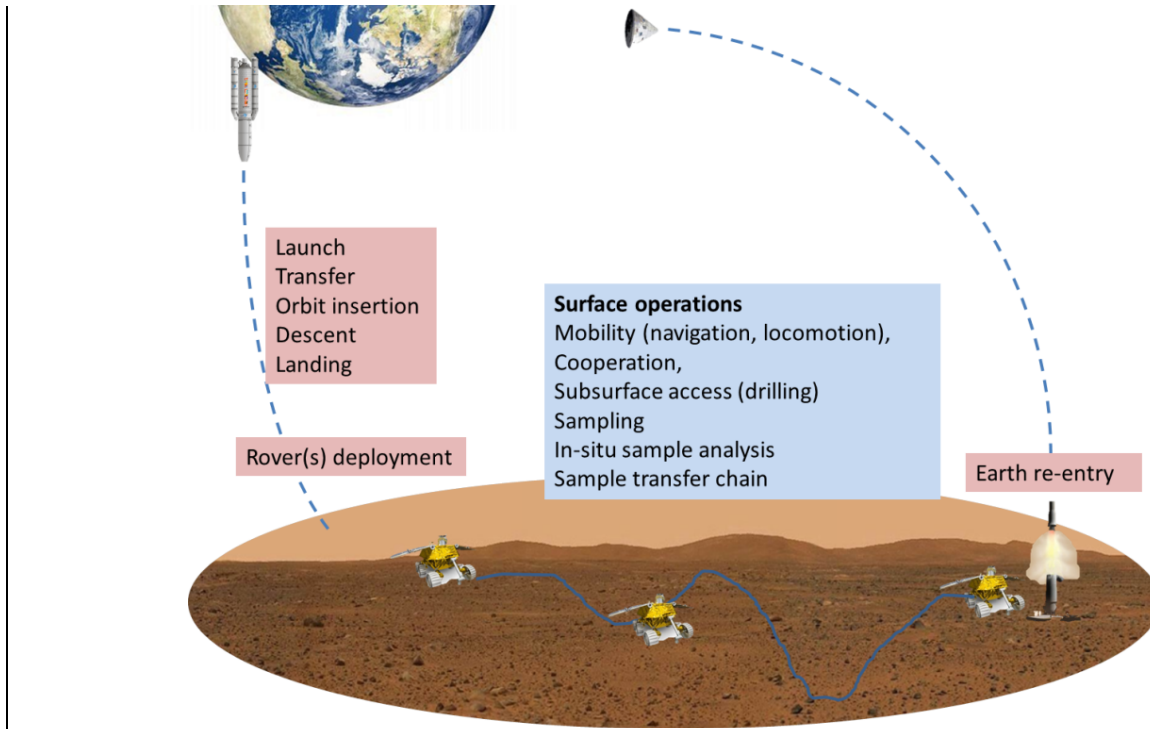 Launch
Transfer
Orbit insertion
Descent
Landing
Rover(s) deployment
Surface operations
Mobility (navigation, locomotion),
Cooperation,
Subsurface access (drilling)
Sampling
In-situ sample analysis
Sample transfer chain
Earth re-entry